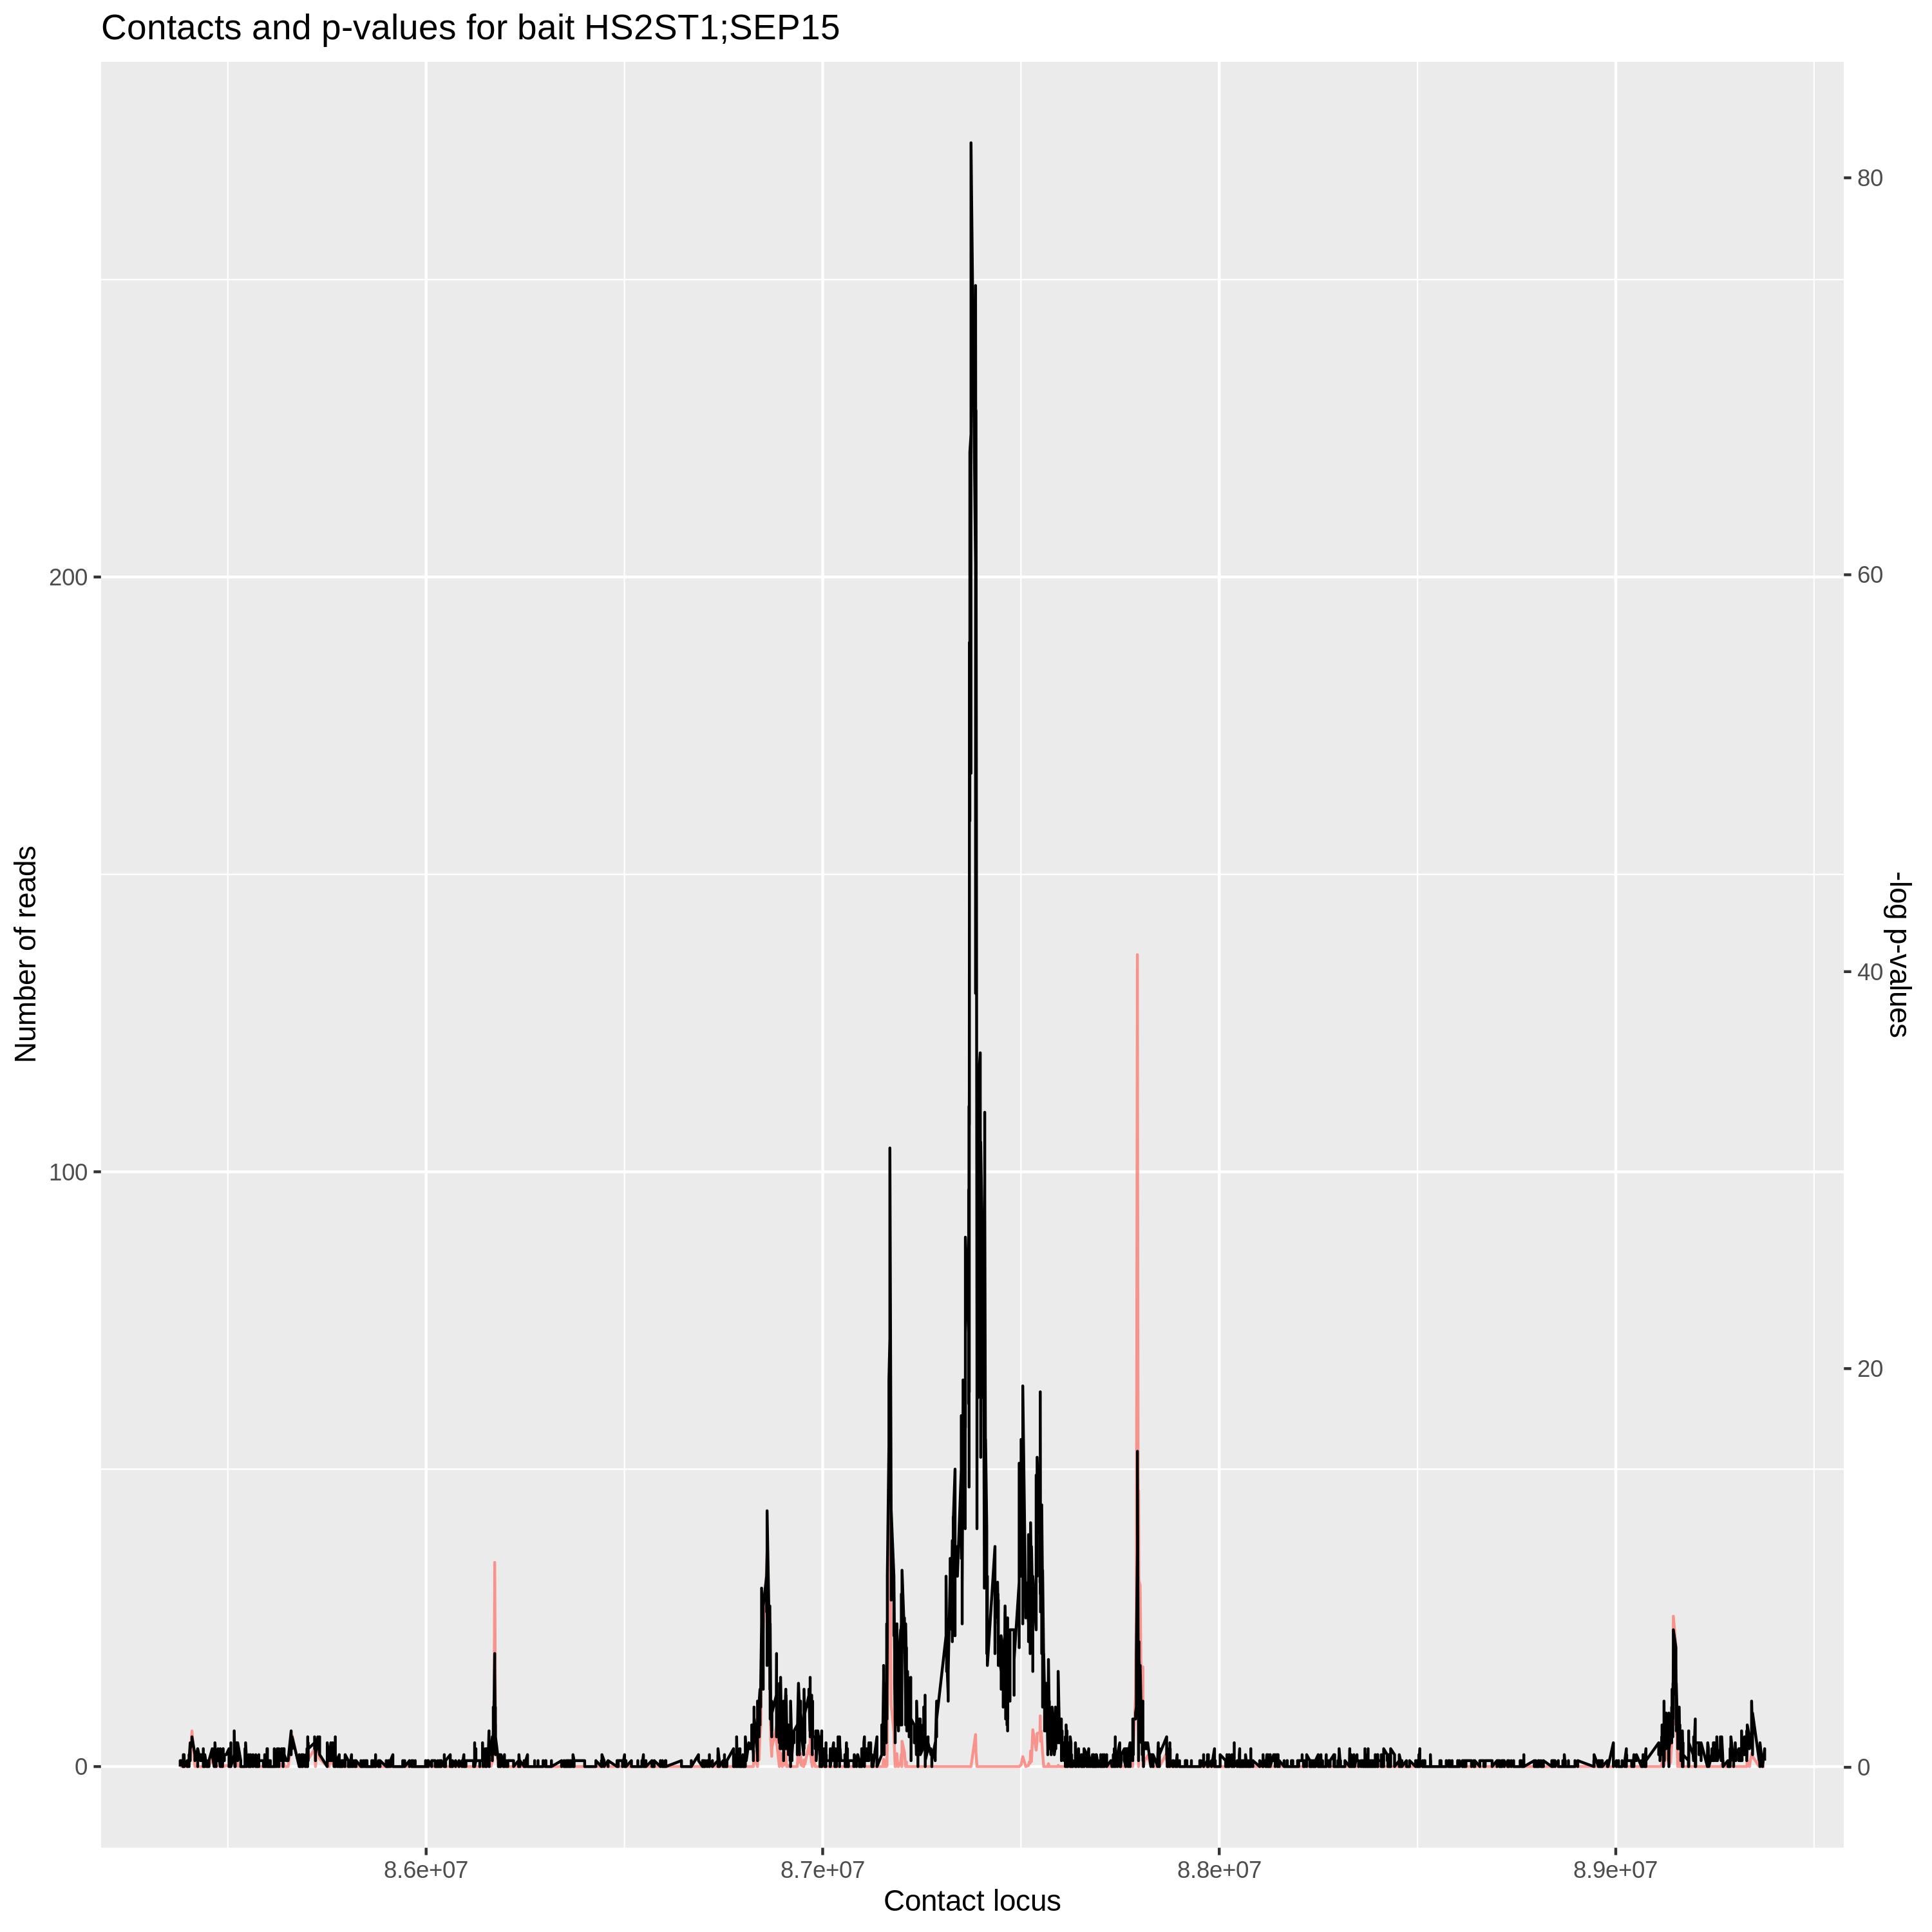 Contacts and p-values for bait HS2ST1;SEP15
Number of reads
200
100
0
80
60
40
20
0
-log p-values
8.6e+07 8.7e+07 8.8e+07 8.9e+07
Contact locus